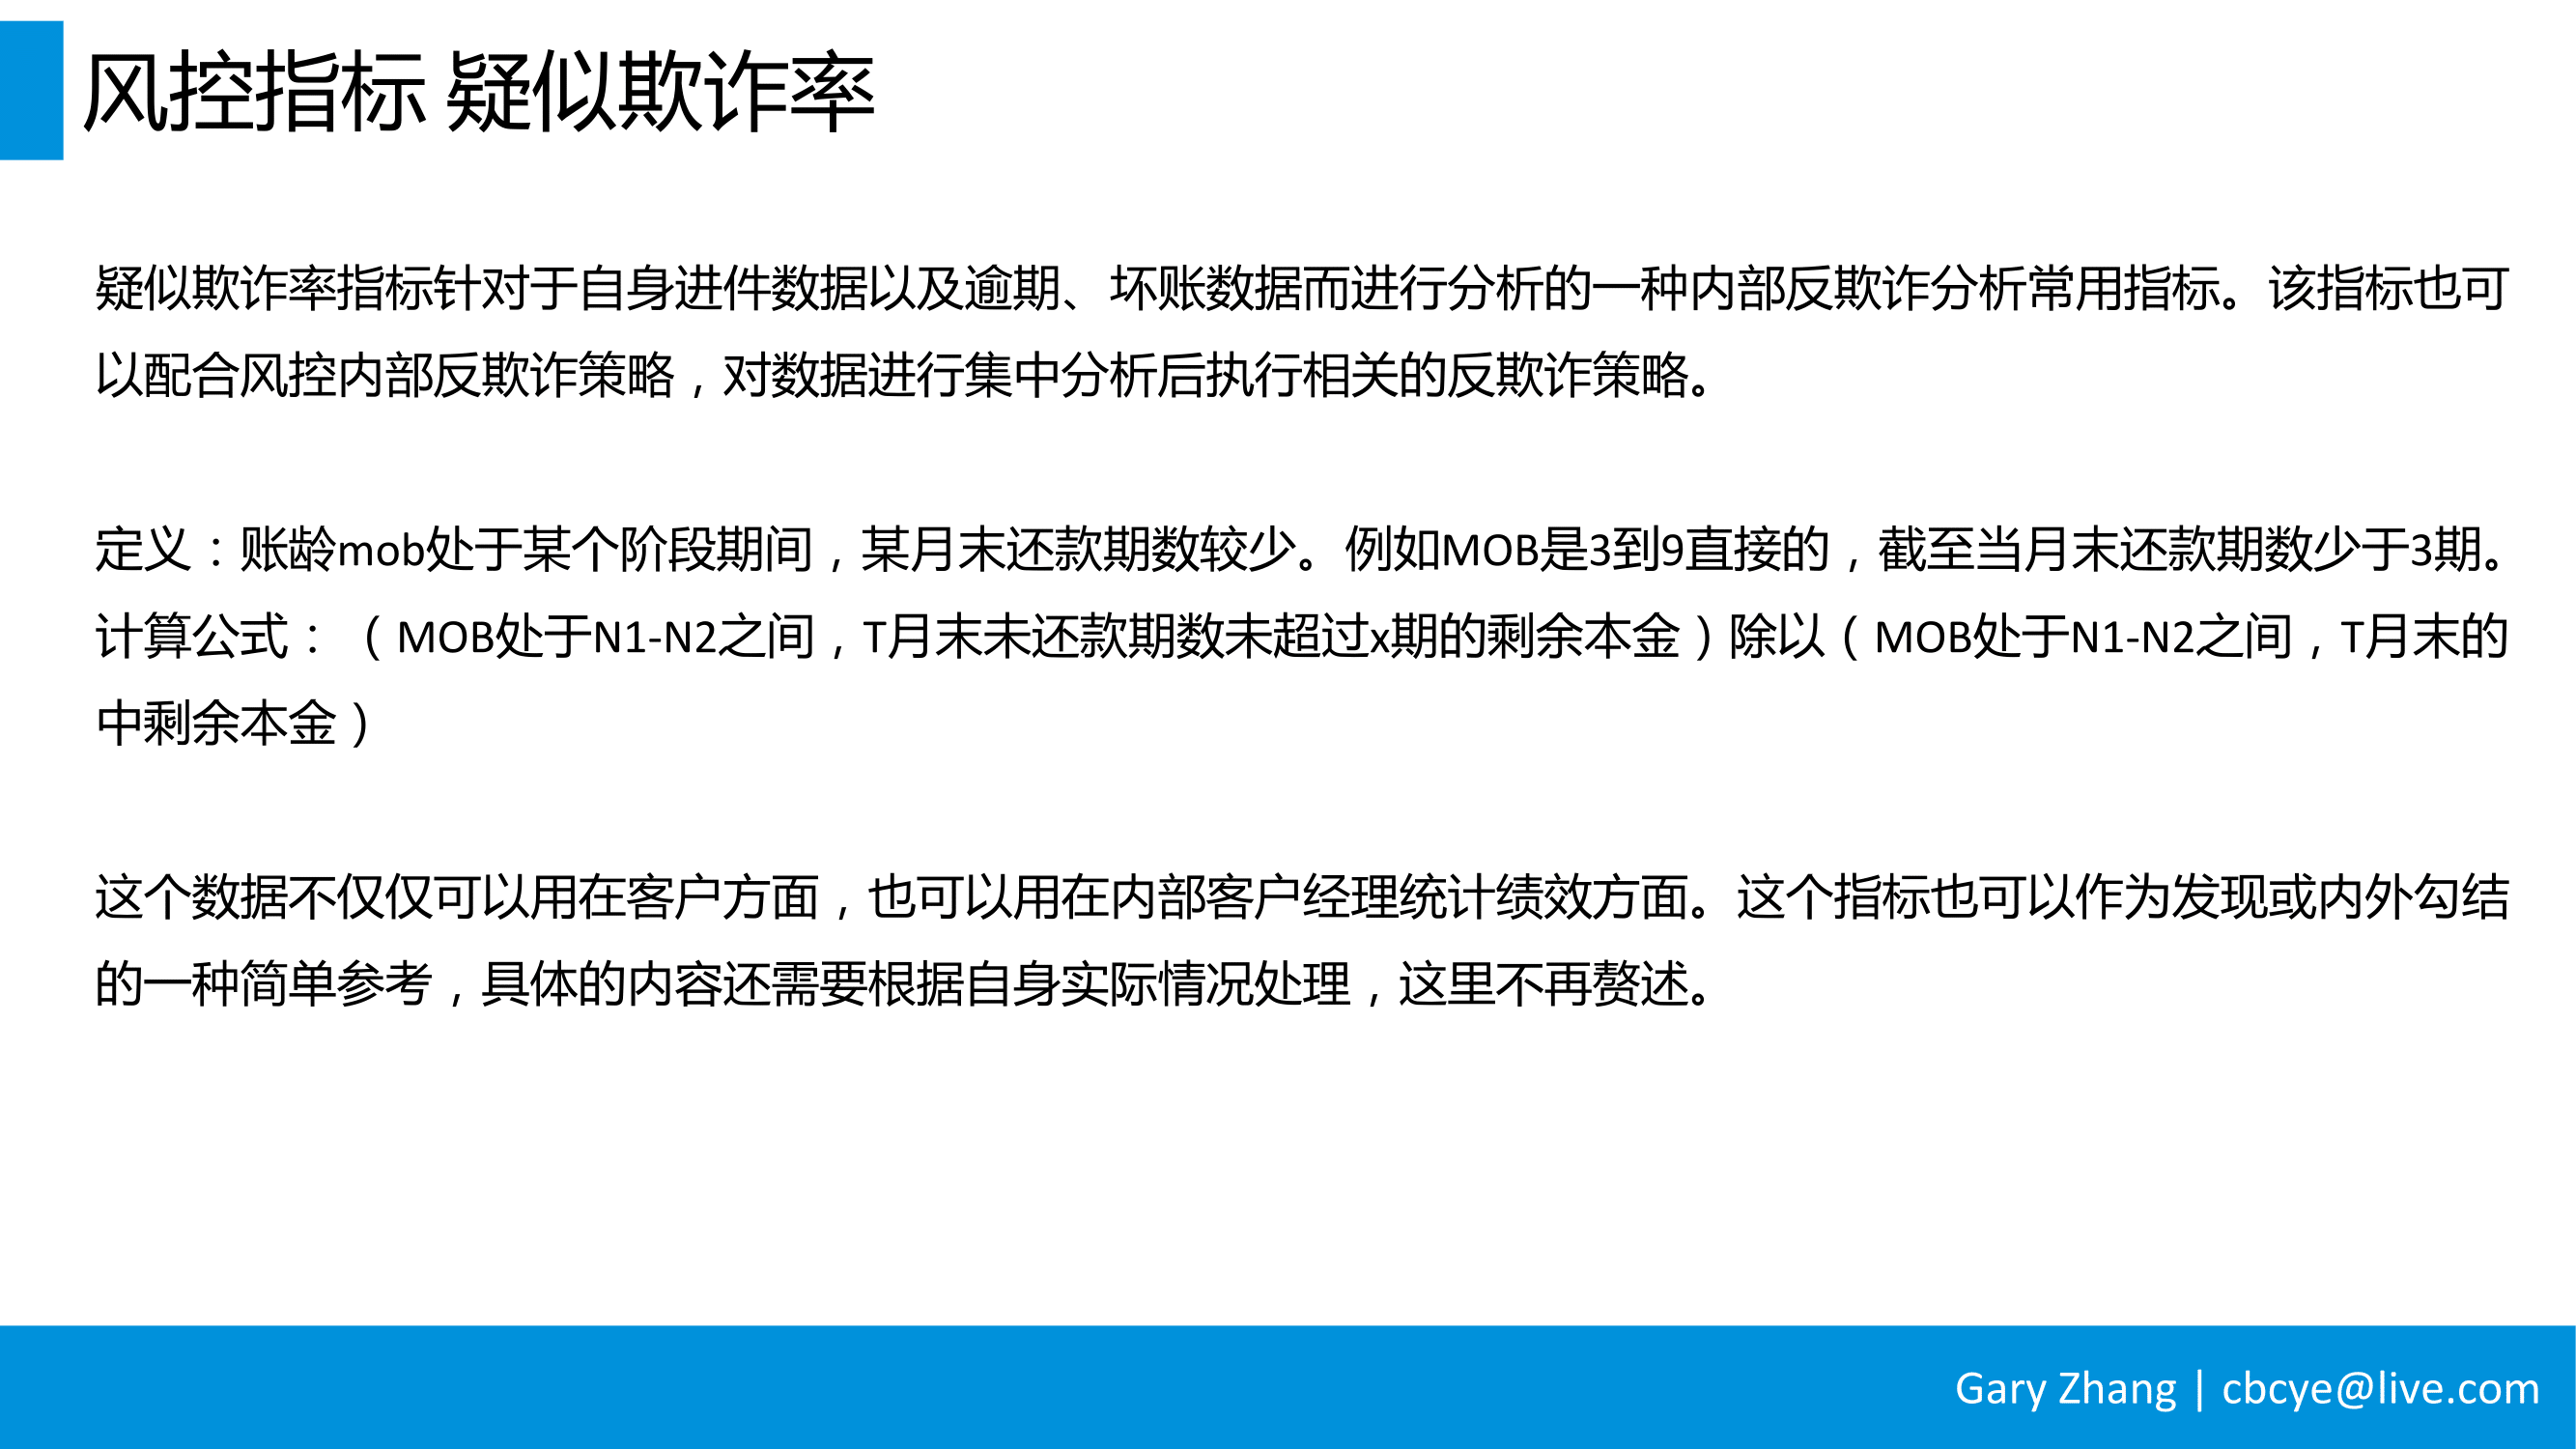 风控指标 疑似欺诈率
疑似欺诈率指标针对于自身进件数据以及逾期、坏账数据而进行分析的一种内部反欺诈分析常用指标。该指标也可
以配合风控内部反欺诈策略，对数据进行集中分析后执行相关的反欺诈策略。
定义：账龄mob处于某个阶段期间，某月末还款期数较少。例如MOB是3到9直接的，截至当月末还款期数少于3期。
计算公式：（MOB处于N1-N2之间，T月末未还款期数未超过x期的剩余本金）除以（MOB处于N1-N2之间，T月末的
中剩余本金）
这个数据不仅仅可以用在客户方面，也可以用在内部客户经理统计绩效方面。这个指标也可以作为发现或内外勾结
的一种简单参考，具体的内容还需要根据自身实际情况处理，这里不再赘述。
Gary Zhang | cbcye@live.com